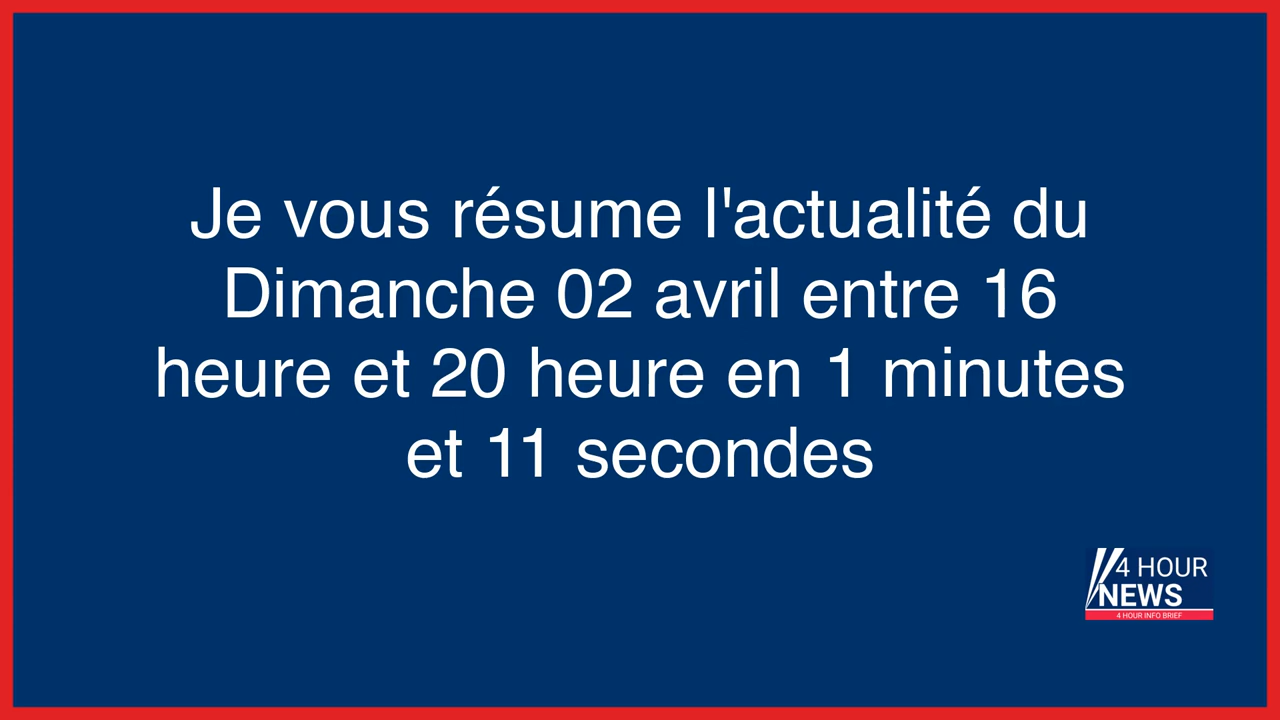 Je vous résume l'actualité du
Dimanche 02 avril entre 16
heure et 20 heure en 1 minutes
et 11 secondes
4 HOUR
NEWS
4 HOUR INFO BRIEF